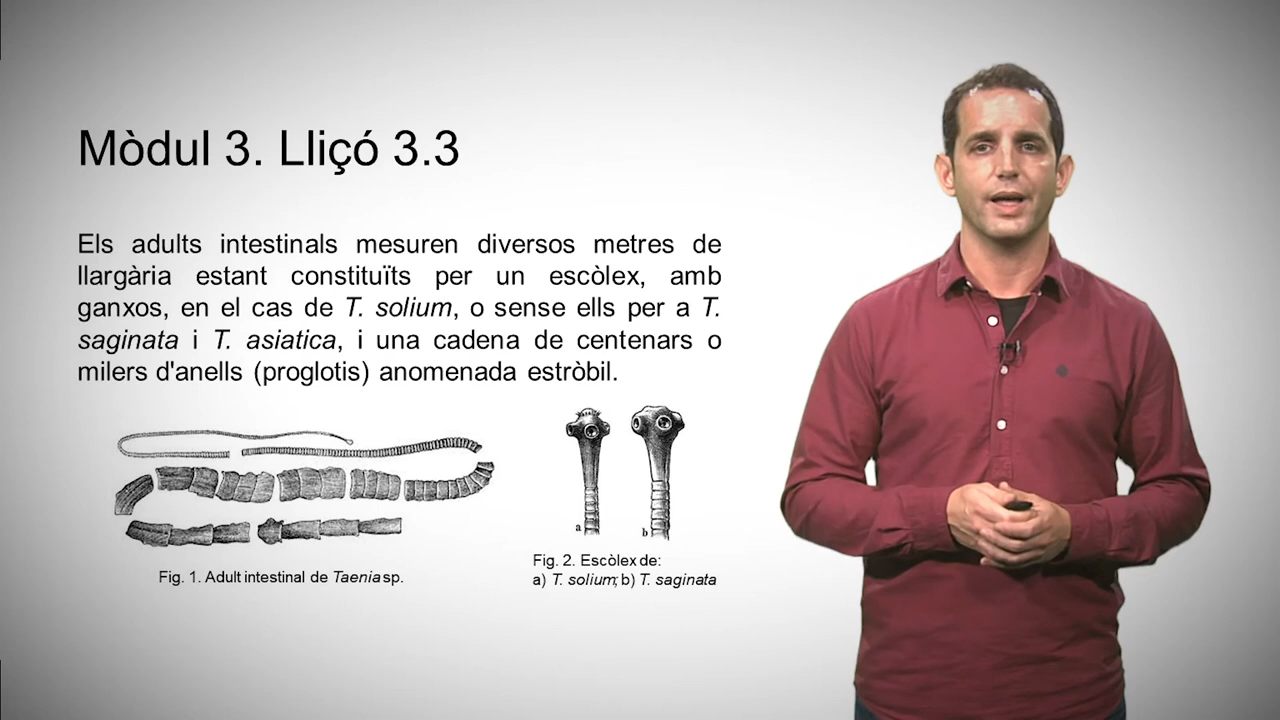 Mòdul 3. Lliçó 3.3
Els adults intestinals mesuren diversos metres de
llargària estant constituïts per un escòlex, amb
ganxos, en el cas de T. solium, o sense ells per a T.
saginata i T. asiatica, i una cadena de centenars o
milers d'anells (proglotis) anomenada estròbil.
a
b
Fig. 1. Adult intestinal de Taenia sp.
Fig. 2. Escòlex de:
a) T. solium; b) T. saginata